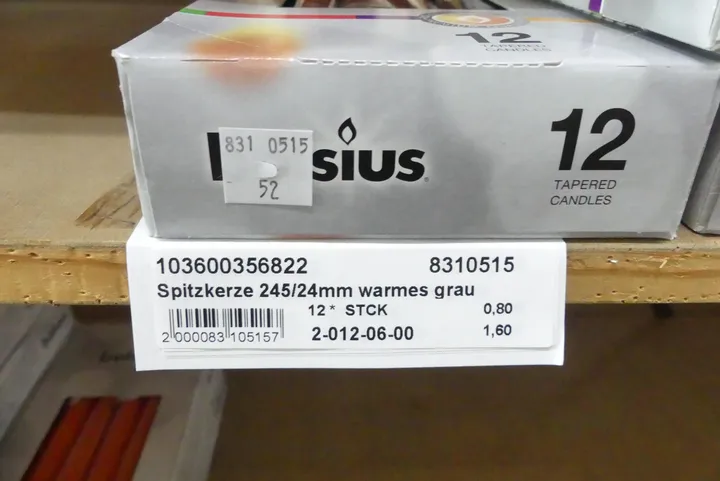 12
TAPERED
CANDLES
831 0515
52
sıus
12
TAPERED
CANDLES
103600356822 8310515
Spitzkerze 245/24mm warmes grau
12* STCK 0,80
2 000083 105157 2-012-06-00 1,60